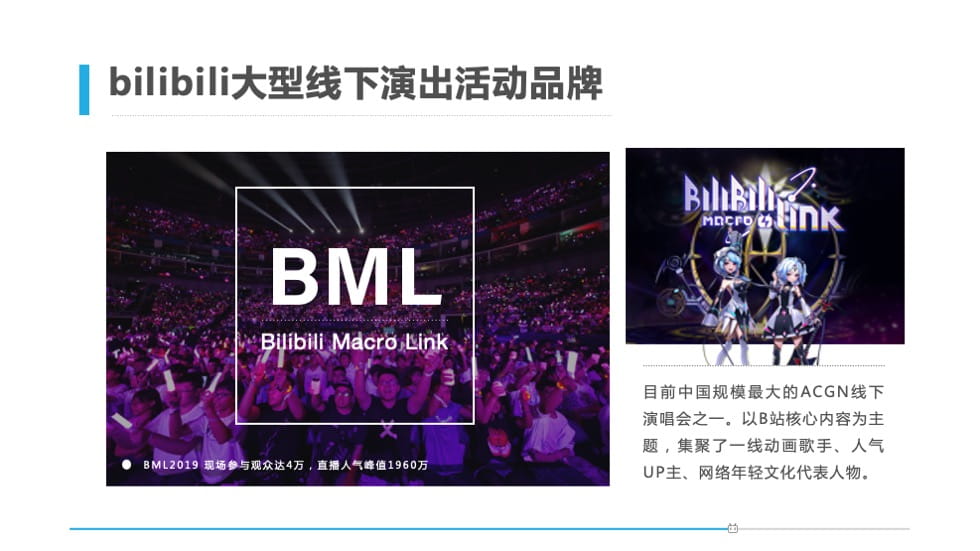 bilibili大型线下演出活动品牌
BML
Bilibili Macro Link
BML2019 现场参与观众达4万，直播人气峰值1960万
BiliBili
MACRO LINK
目前中国规模最大的ACGN线下
演唱会之一。以B站核心内容为主
题，集聚了一线动画歌手、人气
UP主、网络年轻文化代表人物。